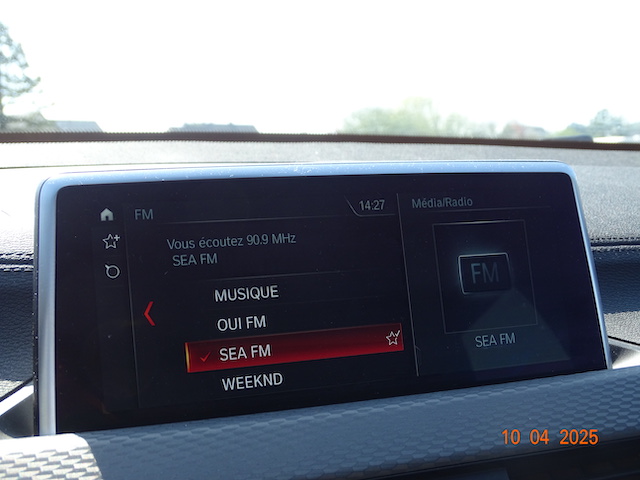 FM
14:27
Média/Radio
Vous écoutez 90.9 MHz
SEA FM
MUSIQUE
OUI FM
SEA FM
WEEKND
FM
SEA FM
10 04 2025